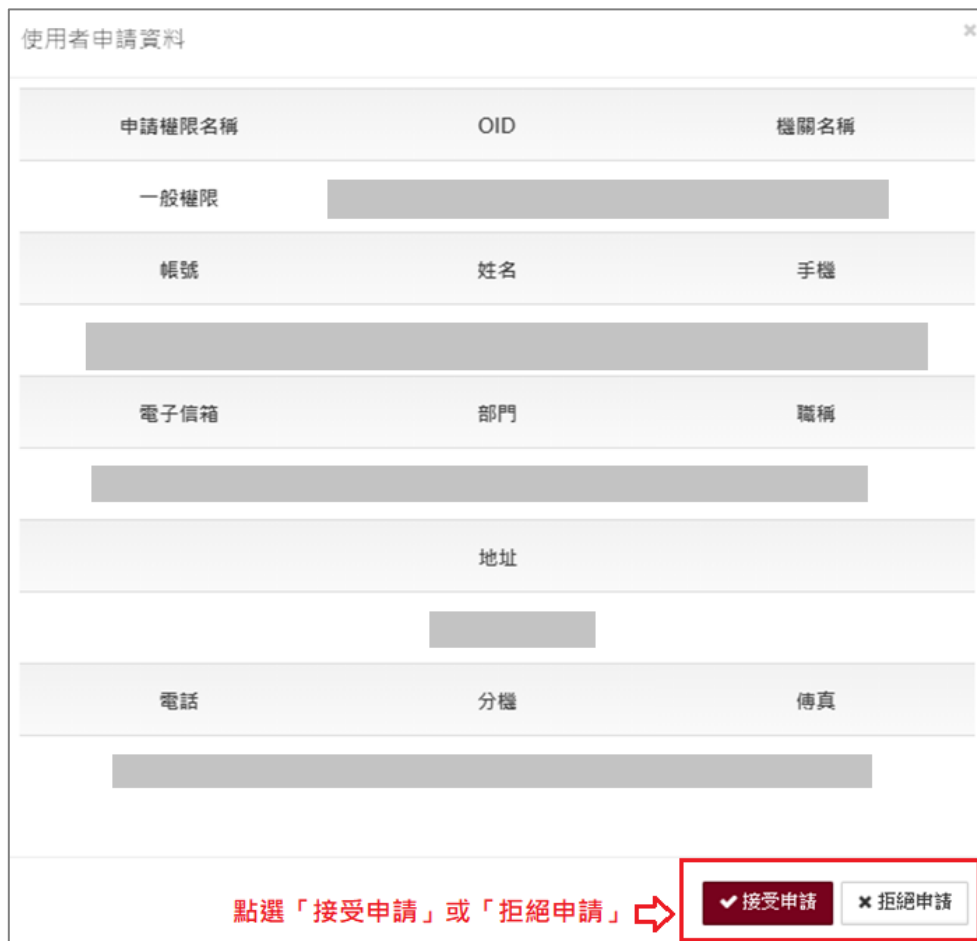 使用者申請資料
申請權限名稱 OID 機關名稱
一般權限
帳號 姓名 手機
電子信箱 部門 職稱
地址
電話 分機 傳真
點選「接受申請」或「拒絕申請」 接受申請 拒絕申請